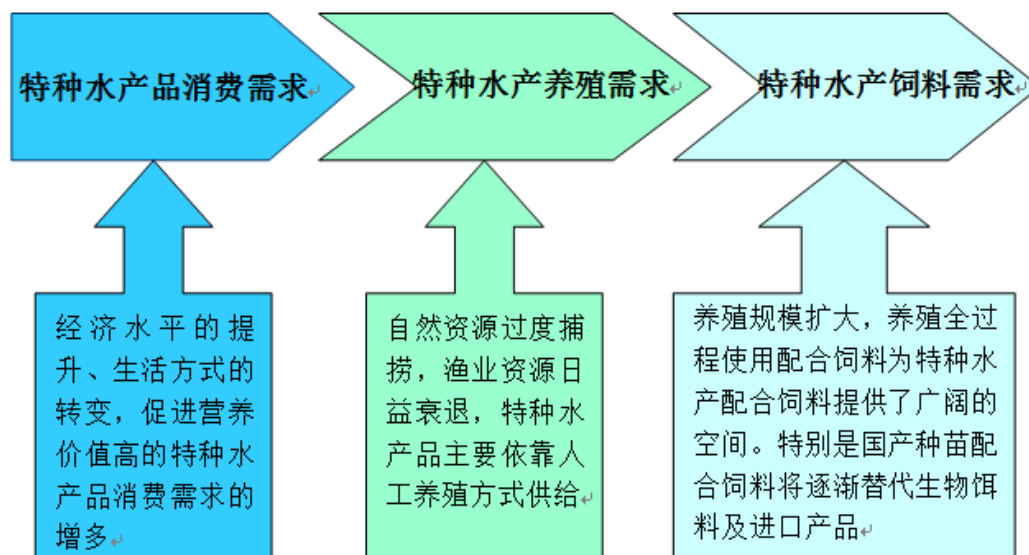 特种水产品消费需求
特种水产养殖需求
特种水产饲料需求
经济水平的提
升、生活方式的
转变，促进营养
价值高的特种水
产品消费需求的
增多
自然资源过度捕
捞，渔业资源日
益衰退，特种水
产品主要依靠人
工养殖方式供给
养殖规模扩大，养殖全过
程使用配合饲料为特种水
产配合饲料提供了广阔的
空间。特别是国产种苗配
合饲料将逐渐替代生物饵
料及进口产品